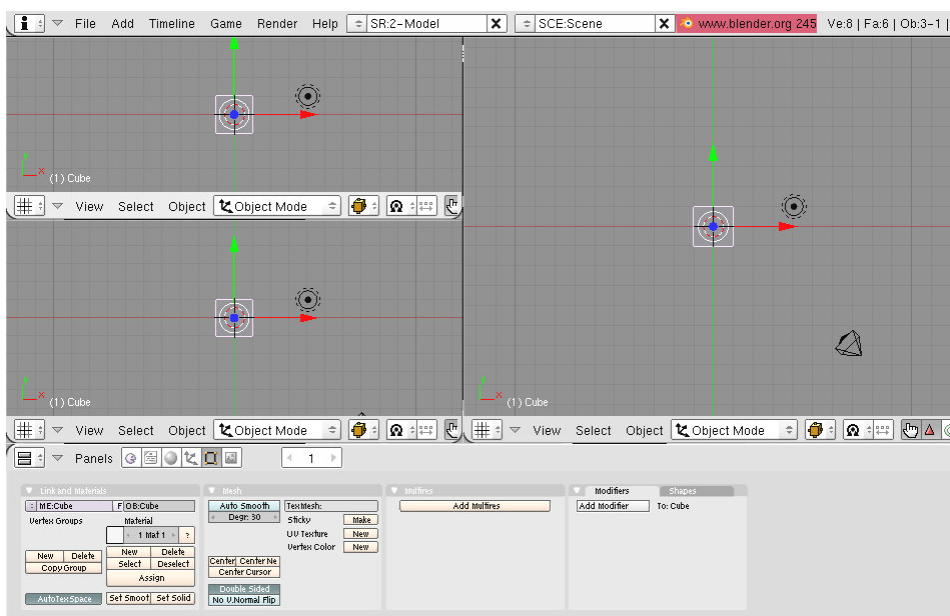 File Add Timeline Game Render Help SR:2-Model SCE:Scene www.blender.org 245 Ve:8 | Fa:6 | Ob:3-1 |
x
(1) Cube
View Select Object Object Mode
x
(1) Cube
x
(1) Cube
View Select Object Object Mode
View Select Object Object Mode
Panels 1
Link and Materials
ME:Cube F OB:Cube
Vertex Groups Material
1 Mat 1 ?
New Delete
Copy Group
New Delete
Select Deselect
Assign
AutoTexSpace Set Smoot Set Solid
Mesh
Auto Smooth TexMesh:
Degr: 30 Sticky Make
UV Texture New
Vertex Color New
Center Center Ne
Center Cursor
Double Sided
No V.Normal Flip
Multires
Add Multires
Modifiers Shapes
Add Modifier To: Cube